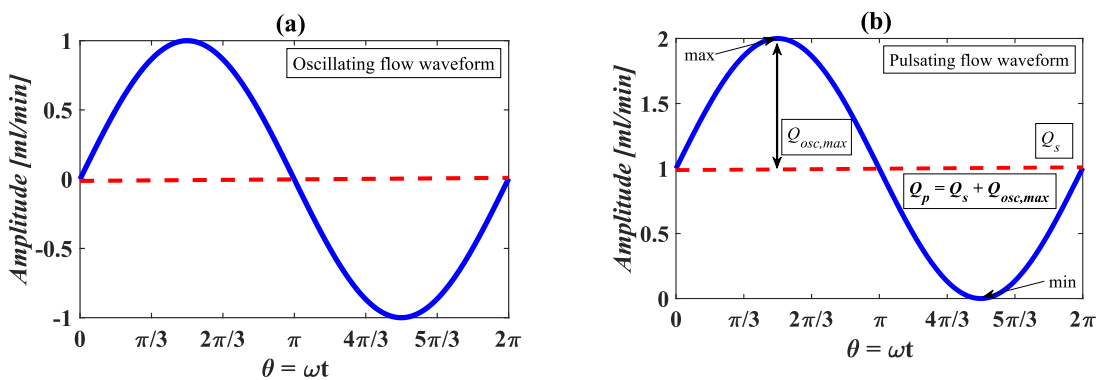 (a)
Oscillating flow waveform
Amplitude [ml/min]
1
0.5
0
-0.5
-1
0 π/3 2π/3 π 4π/3 5π/3 2π
θ = ωt
(b)
Pulsating flow waveform
max
Q_osc,max
Q_s
Q_p = Q_s + Q_osc,max
min
Amplitude [ml/min]
2
1.5
1
0.5
0
0 π/3 2π/3 π 4π/3 5π/3 2π
θ = ωt